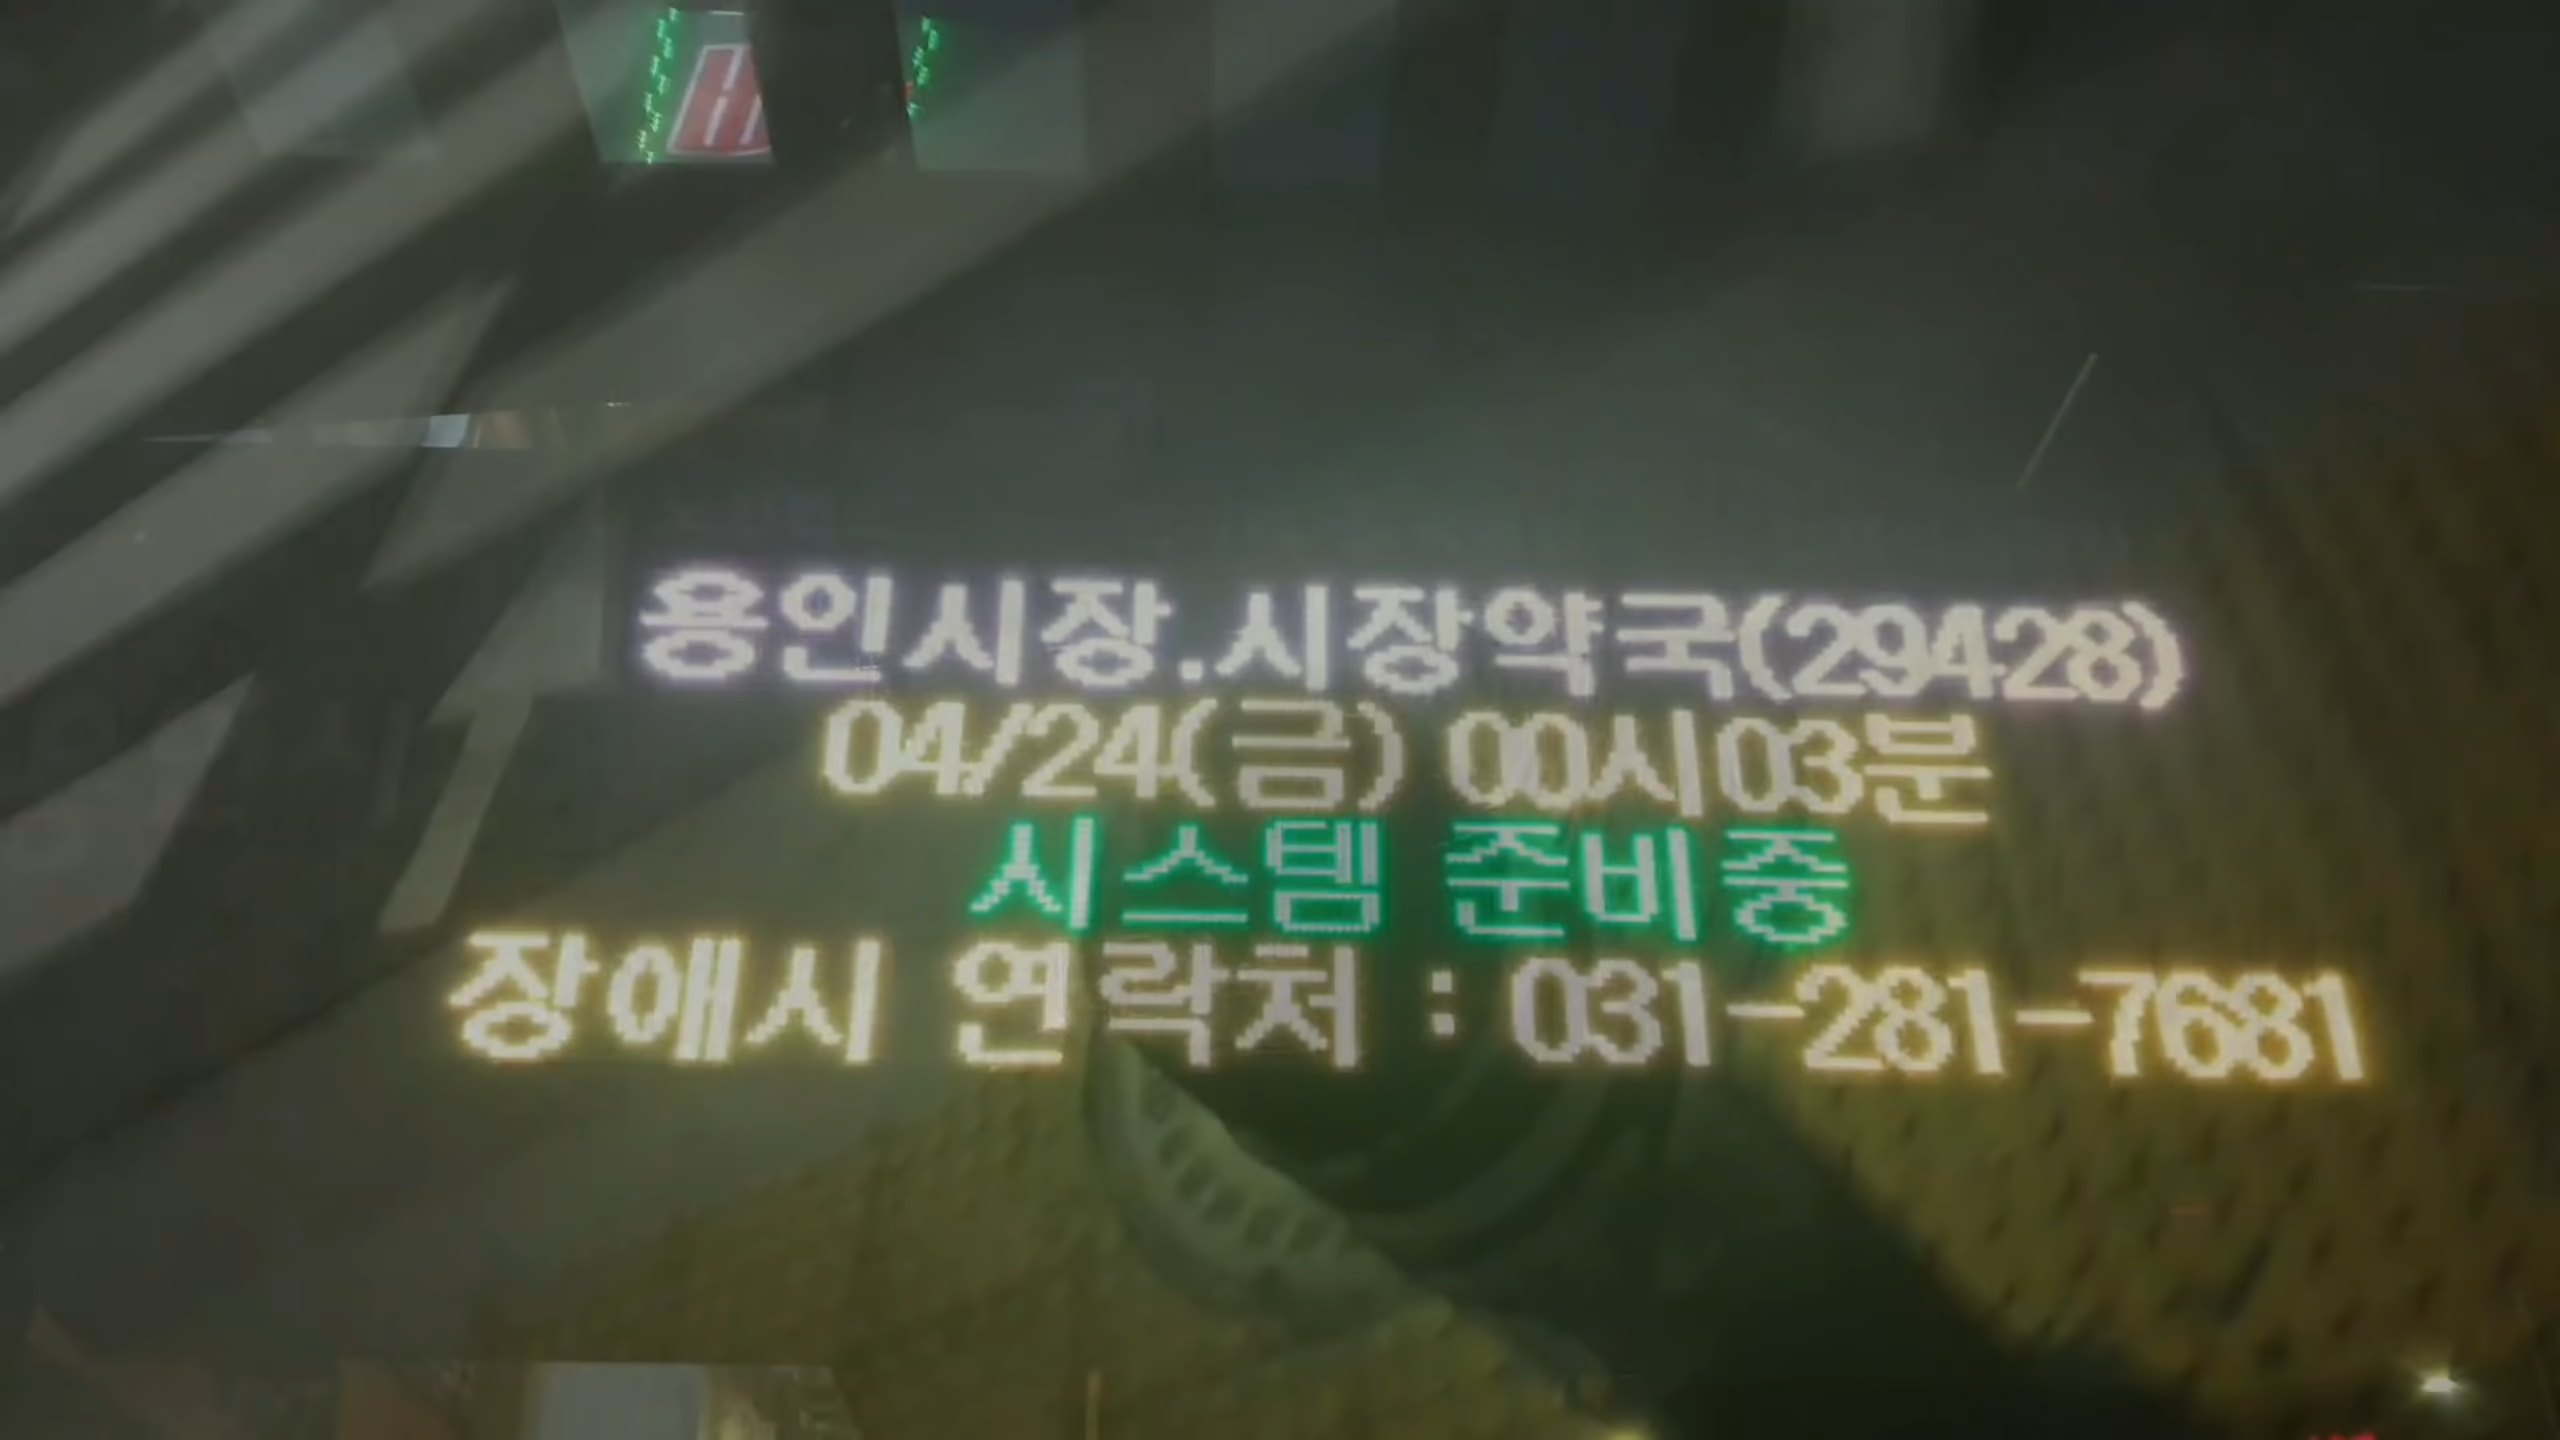 용인시장.시장약국(29428)
04/24(금) 00시03분
시스템 준비중
장애시 연락처 : 031-281-7681